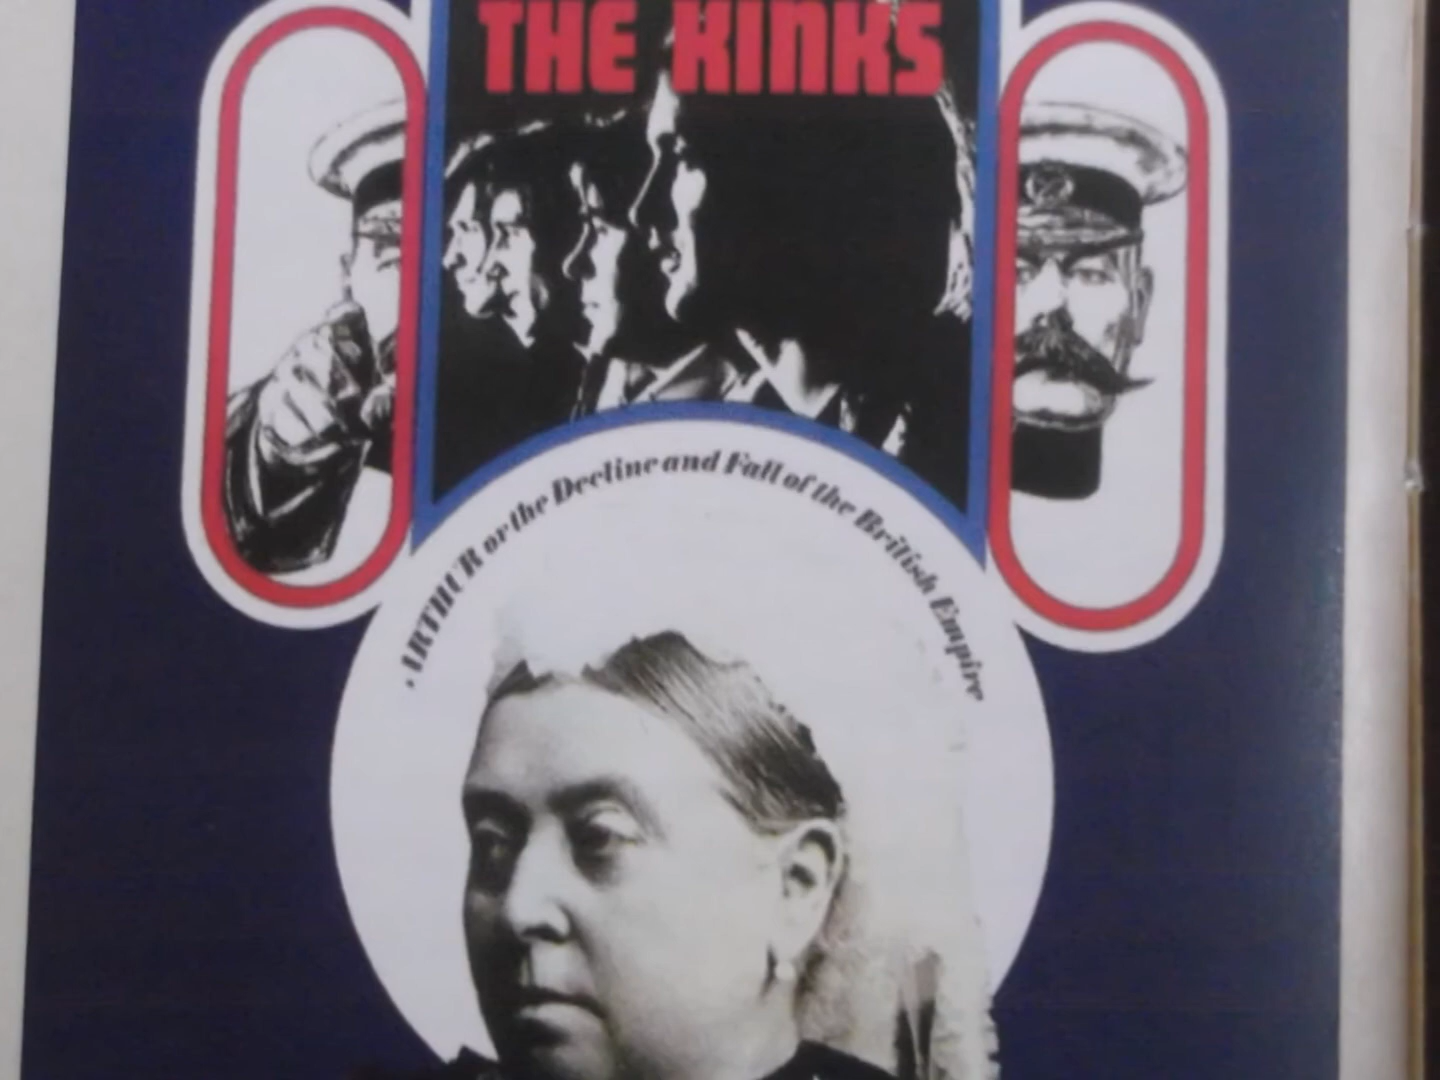 THE KINKS
ARTHUR or the Decline and Fall of the British Empire